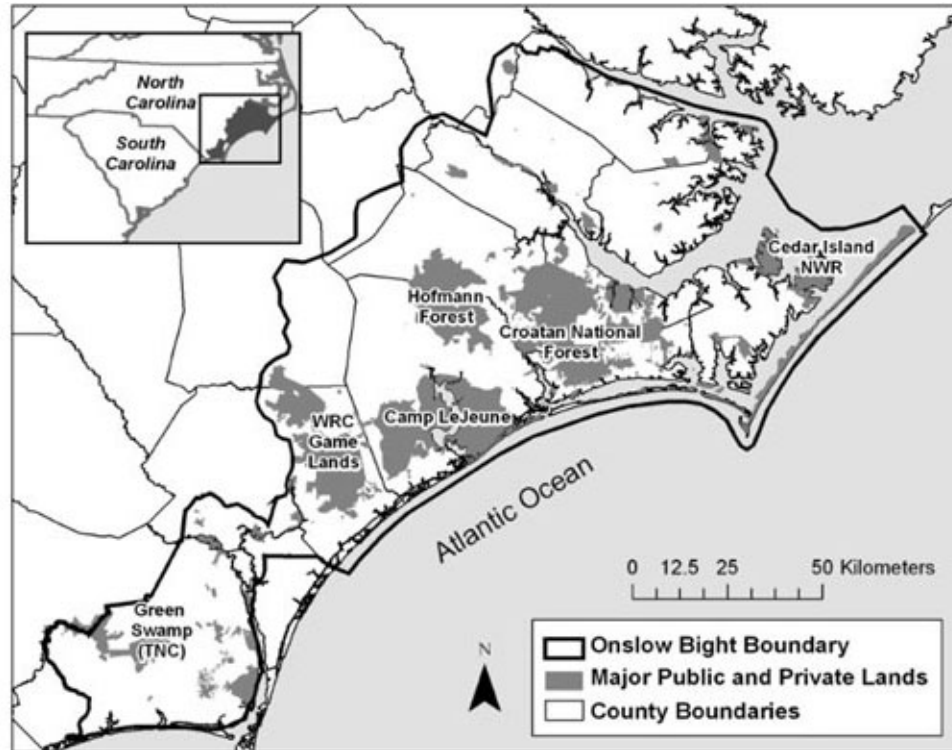 North
Carolina
South
Carolina
Cedar Island
NWR
Hofmann
Forest
Croatan National
Forest
WRC
Game
Lands
Camp LeJeune
Atlantic Ocean
0 12.5 25 50 Kilometers
Green
Swamp
(TNC)
N
Onslow Bight Boundary
Major Public and Private Lands
County Boundaries